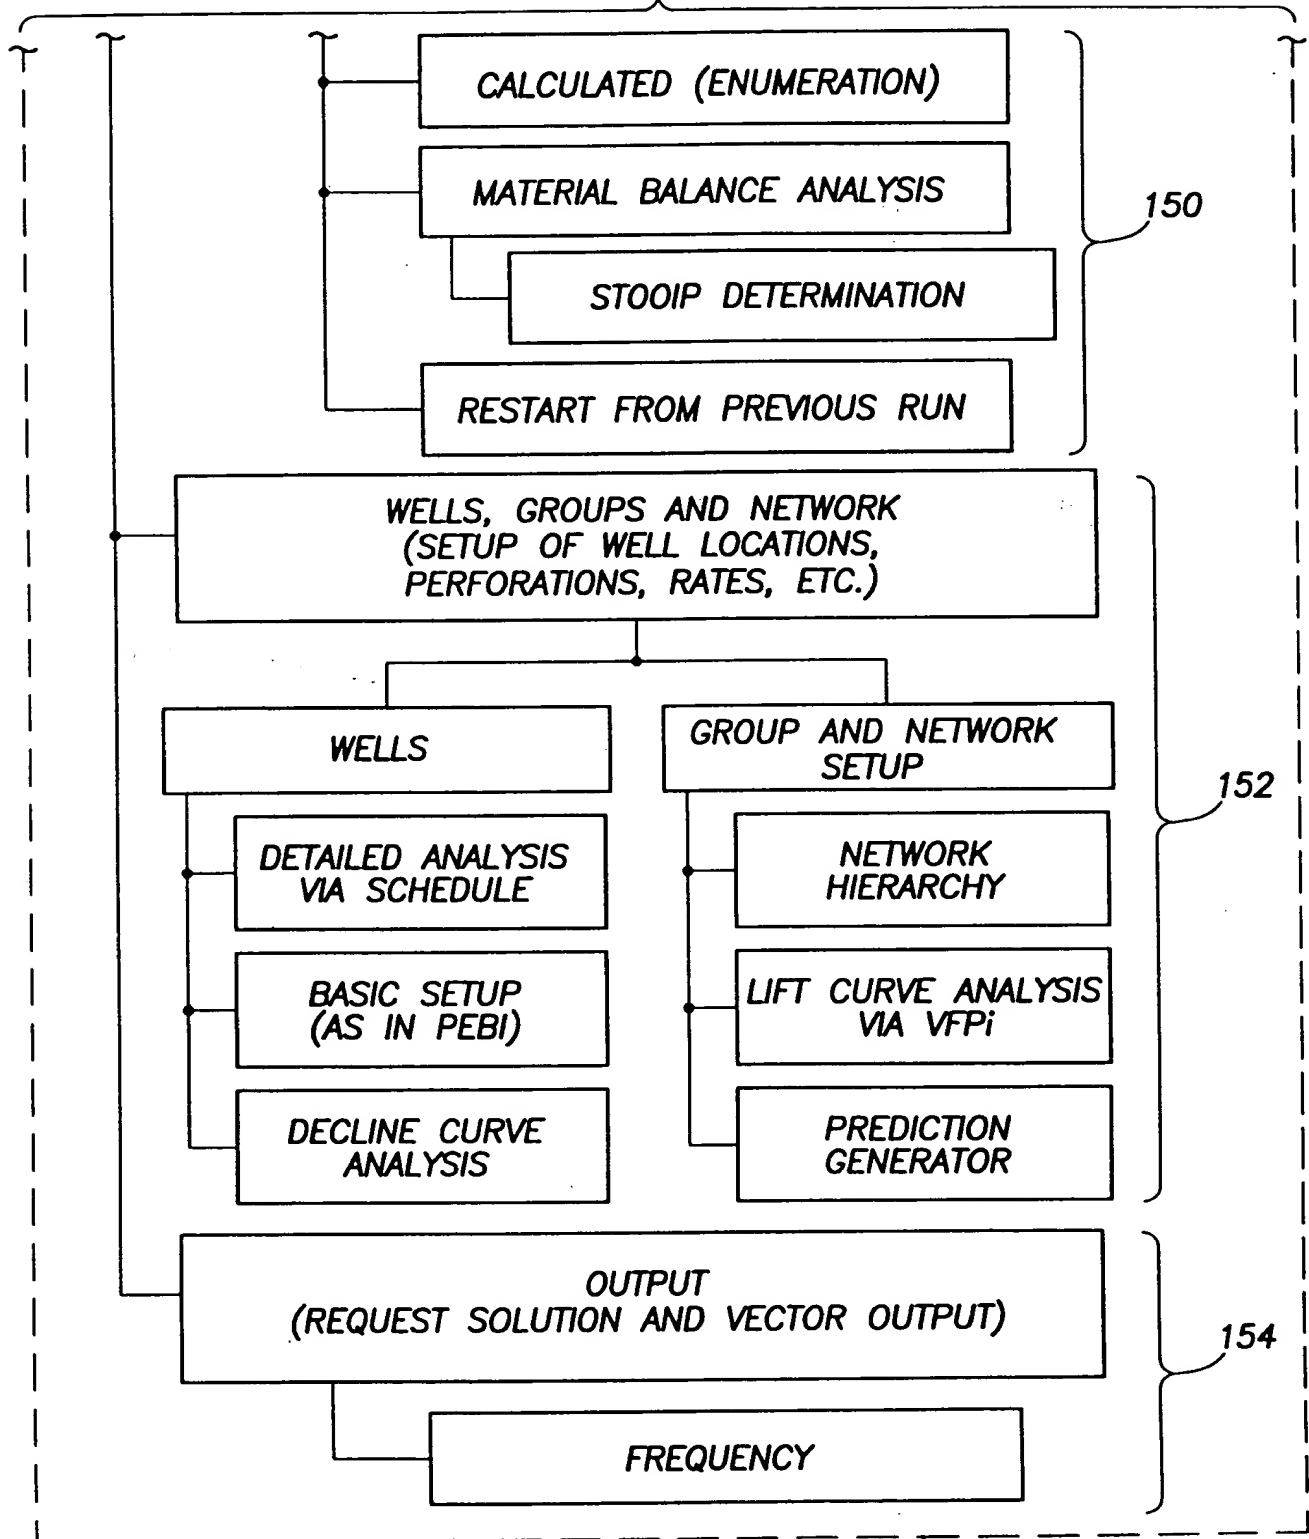 CALCULATED (ENUMERATION)
MATERIAL BALANCE ANALYSIS
150
STOOIP DETERMINATION
RESTART FROM PREVIOUS RUN
WELLS, GROUPS AND NETWORK
(SETUP OF WELL LOCATIONS,
PERFORATIONS, RATES, ETC.)
WELLS
GROUP AND NETWORK
SETUP
152
DETAILED ANALYSIS
VIA SCHEDULE
NETWORK
HIERARCHY
BASIC SETUP
(AS IN PEBI)
LIFT CURVE ANALYSIS
VIA VFPi
DECLINE CURVE
ANALYSIS
PREDICTION
GENERATOR
OUTPUT
(REQUEST SOLUTION AND VECTOR OUTPUT)
154
FREQUENCY